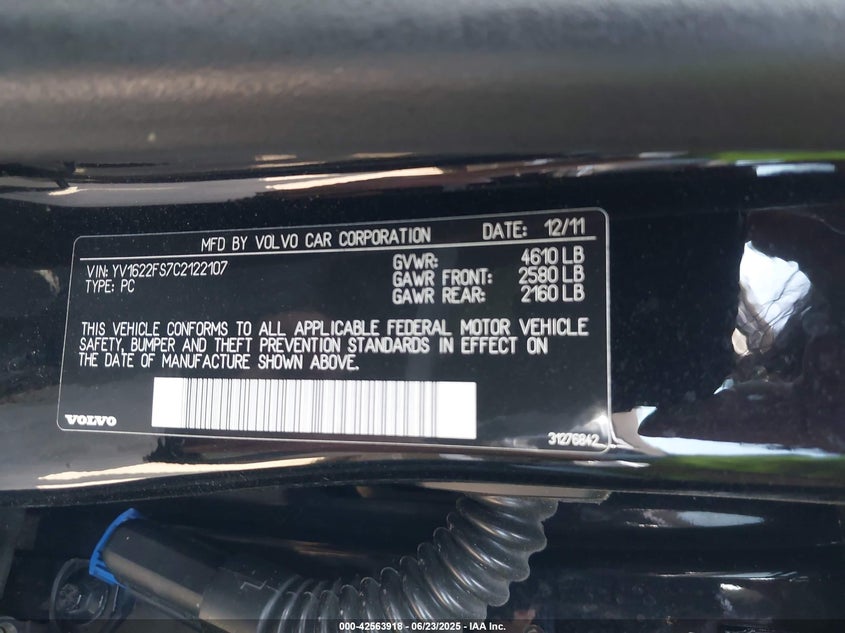 MFD BY VOLVO CAR CORPORATION DATE: 12/11
VIN: YV1622FS7C2122107
TYPE: PC
GVWR: 4610 LB
GAWR FRONT: 2580 LB
GAWR REAR: 2160 LB
THIS VEHICLE CONFORMS TO ALL APPLICABLE FEDERAL MOTOR VEHICLE
SAFETY, BUMPER AND THEFT PREVENTION STANDARDS IN EFFECT ON
THE DATE OF MANUFACTURE SHOWN ABOVE.
VOLVO
31276842
000-42563918 - 06/23/2025 - IAA Inc.